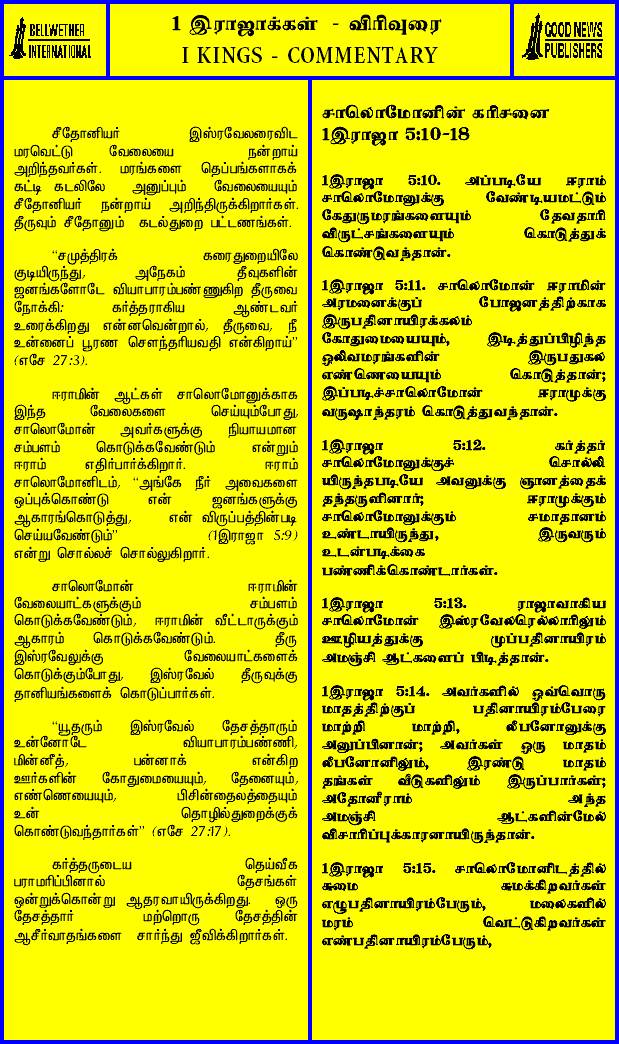 BELLWETHER
INTERNATIONAL
1 இராஜாக்கள் - விரிவுரை
I KINGS - COMMENTARY
GOOD NEWS
PUBLISHERS
சீதோனியர் இஸ்ரவேலரைவிட
மரவெட்டு வேலையை நன்றாய்
அறிந்தவர்கள். மரங்களை தெப்பங்களாகக்
கட்டி கடலிலே அனுப்பும் வேலையையும்
சீதோனியர் நன்றாய் அறிந்திருக்கிறார்கள்.
தீருவும் சீதோனும் கடல்துறை பட்டணங்கள்.
“சமுத்திரக் கரைதுறையிலே
குடியிருந்து, அநேகம் தீவுகளின்
ஜனங்களோடே வியாபாரம்பண்ணுகிற தீருவை
நோக்கி: கர்த்தராகிய ஆண்டவர்
உரைக்கிறது என்னவென்றால், தீருவை, நீ
உன்னைப் பூரண சௌந்தரியவதி என்கிறாய்”
(எசே 27:3).
ஈராமின் ஆட்கள் சாலொமோனுக்காக
இந்த வேலைகளை செய்யும்போது,
சாலொமோன் அவர்களுக்கு நியாயமான
சம்பளம் கொடுக்கவேண்டும் என்றும்
ஈராம் எதிர்பார்க்கிறார். ஈராம்
சாலொமோனிடம், “அங்கே நீர் அவைகளை
ஒப்புக்கொண்டு என் ஜனங்களுக்கு
ஆகாரங்கொடுத்து, என் விருப்பத்தின்படி
செய்யவேண்டும்” (1இராஜா 5:9)
என்று சொல்லச் சொல்லுகிறார்.
சாலொமோன் ஈராமின்
வேலையாட்களுக்கும் சம்பளம்
கொடுக்கவேண்டும், ஈராமின் வீட்டாருக்கும்
ஆகாரம் கொடுக்கவேண்டும். தீரு
இஸ்ரவேலுக்கு வேலையாட்களைக்
கொடுக்கும்போது, இஸ்ரவேல் தீருவுக்கு
தானியங்களைக் கொடுப்பார்கள்.
“யூதரும் இஸ்ரவேல் தேசத்தாரும்
உன்னோடே வியாபாரம்பண்ணி,
மின்னீத், பன்னாக் என்கிற
ஊர்களின் கோதுமையையும், தேனையும்,
எண்ணெயையும், பிசின்தைலத்தையும்
உன் தொழில்துறைக்குக்
கொண்டுவந்தார்கள்” (எசே 27:17).
கர்த்தருடைய தெய்வீக
பராமரிப்பினால் தேசங்கள்
ஒன்றுக்கொன்று ஆதரவாயிருக்கிறது. ஒரு
தேசத்தார் மற்றொரு தேசத்தின்
ஆசீர்வாதங்களை சார்ந்து ஜீவிக்கிறார்கள்.
சாலொமோனின் கரிசனை
1இராஜா 5:10-18
1இராஜா 5:10. அப்படியே ஈராம்
சாலொமோனுக்கு வேண்டியமட்டும்
கேதுருமரங்களையும் தேவதாரி
விருட்சங்களையும் கொடுத்துக்
கொண்டுவந்தான்.
1இராஜா 5:11. சாலொமோன் ஈராமின்
அரமனைக்குப் போஜனத்திற்காக
இருபதினாயிரக்கலம்
கோதுமையையும், இடித்துப்பிழிந்த
ஒலிவமரங்களின் இருபதுகல
எண்ணெயையும் கொடுத்தான்;
இப்படிச்சாலொமோன் ஈராமுக்கு
வருஷாந்தரம் கொடுத்துவந்தான்.
1இராஜா 5:12. கர்த்தர்
சாலொமோனுக்குச் சொல்லி
யிருந்தபடியே அவனுக்கு ஞானத்தைத்
தந்தருளினார்; ஈராமுக்கும்
சாலொமோனுக்கும் சமாதானம்
உண்டாயிருந்து, இருவரும்
உடன்படிக்கை
பண்ணிக்கொண்டார்கள்.
1இராஜா 5:13. ராஜாவாகிய
சாலொமோன் இஸ்ரவேலரெல்லாரிலும்
ஊழியத்துக்கு முப்பதினாயிரம்
அமஞ்சி ஆட்களைப் பிடித்தான்.
1இராஜா 5:14. அவர்களில் ஒவ்வொரு
மாதத்திற்குப் பதினாயிரம்பேரை
மாற்றி மாற்றி, லீபனோனுக்கு
அனுப்பினான்; அவர்கள் ஒரு மாதம்
லீபனோனிலும், இரண்டு மாதம்
தங்கள் வீடுகளிலும் இருப்பார்கள்;
அதோனீராம் அந்த
அமஞ்சி ஆட்களின்மேல்
விசாரிப்புக்காரனாயிருந்தான்.
1இராஜா 5:15. சாலொமோனிடத்தில்
சுமை சுமக்கிறவர்கள்
எழுபதினாயிரம்பேரும், மலைகளில்
மரம் வெட்டுகிறவர்கள்
எண்பதினாயிரம்பேரும்,